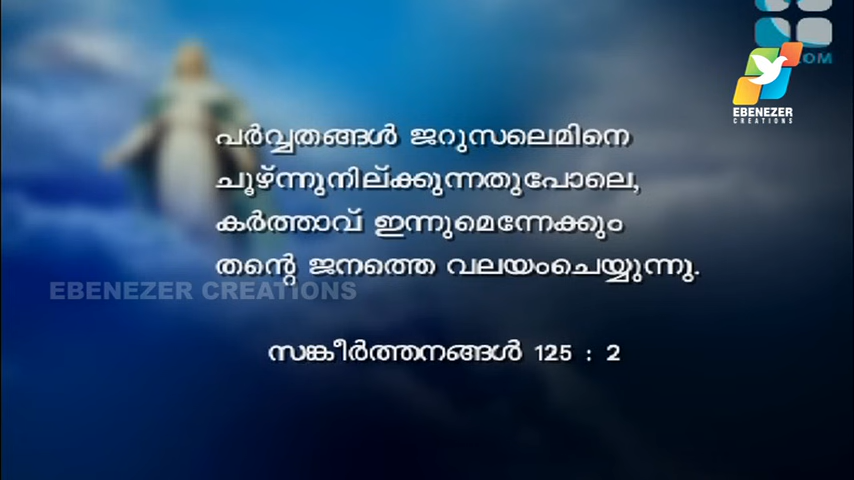 .COM
EBENEZER
CREATIONS
പർവ്വതങ്ങൾ ജറുസലെമിനെ
ചൂഴ്ന്നുനില്ക്കുന്നതുപോലെ,
കർത്താവ് ഇന്നുമെന്നേക്കും
തന്റെ ജനത്തെ വലയംചെയ്യുന്നു.
EBENEZER CREATIONS
സങ്കീർത്തനങ്ങൾ 125 : 2